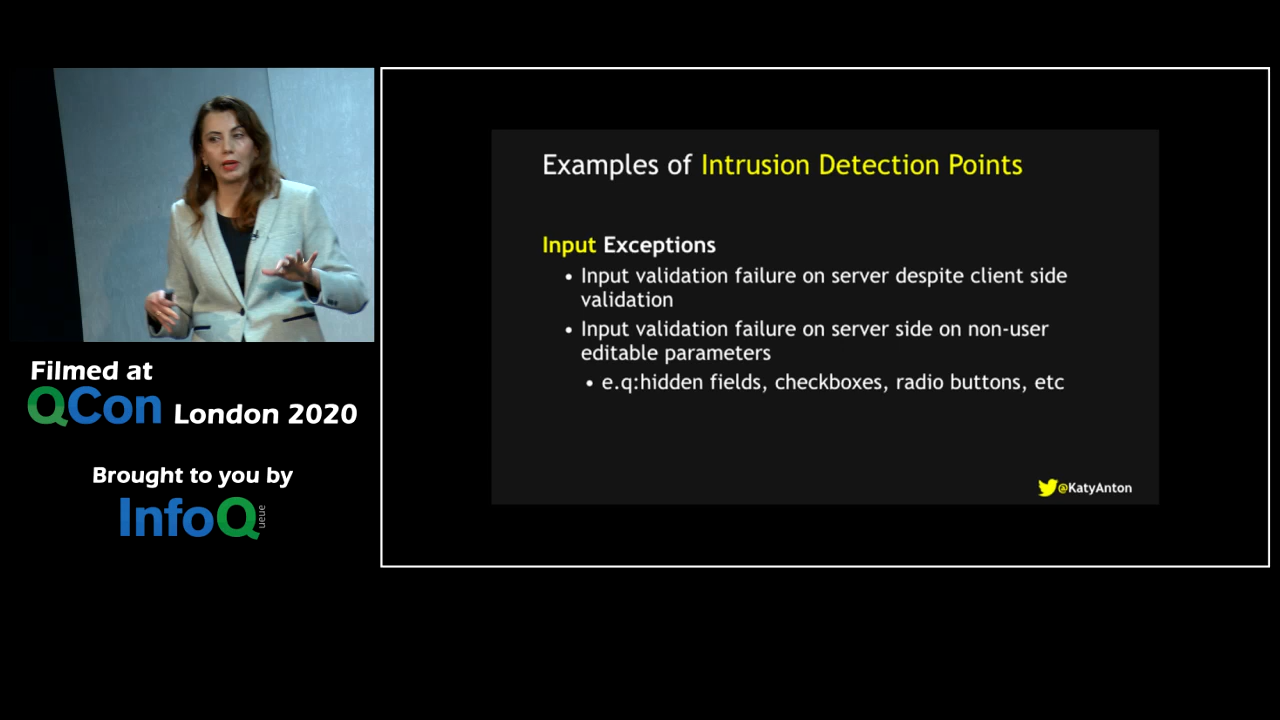 Examples of Intrusion Detection Points
Input Exceptions
• Input validation failure on server despite client side
validation
• Input validation failure on server side on non-user
editable parameters
• e.q:hidden fields, checkboxes, radio buttons, etc
@KatyAnton
Filmed at
QCon London 2020
Brought to you by
InfoQ
ueue